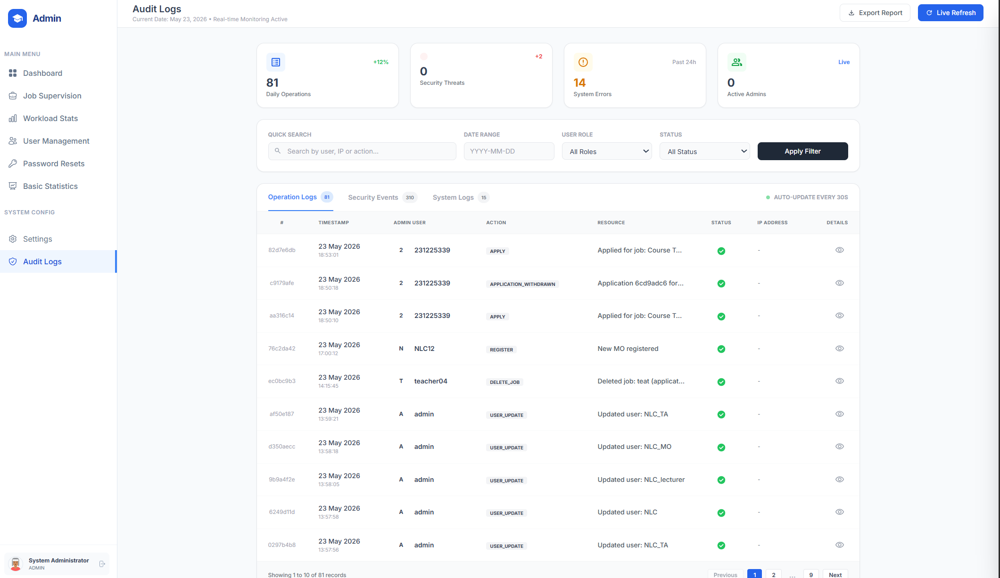 Admin
MAIN MENU
Dashboard
Job Supervision
Workload Stats
User Management
Password Resets
Basic Statistics
SYSTEM CONFIG
Settings
Audit Logs
System Administrator
ADMIN
Audit Logs
Current Date: May 23, 2026 • Real-time Monitoring Active
Export Report
Live Refresh
+12%
81
Daily Operations
+2
0
Security Threats
Past 24h
14
System Errors
Live
0
Active Admins
QUICK SEARCH
Search by user, IP or action...
DATE RANGE
YYYY-MM-DD
USER ROLE
All Roles
STATUS
All Status
Apply Filter
Operation Logs 81
Security Events 310
System Logs 15
AUTO-UPDATE EVERY 30S
# TIMESTAMP ADMIN USER ACTION RESOURCE STATUS IP ADDRESS DETAILS
82d7e6db 23 May 2026 2 231225339 APPLY Applied for job: Course T... -
18:53:01
c9179afe 23 May 2026 2 231225339 APPLICATION_WITHDRAWN Application 6cd9adc6 for... -
18:50:18
aa316c14 23 May 2026 2 231225339 APPLY Applied for job: Course T... -
18:50:10
76c2da42 23 May 2026 N NLC12 REGISTER New MO registered -
17:00:12
ec0bc9b3 23 May 2026 T teacher04 DELETE_JOB Deleted job: teat (applicat... -
14:15:45
af50e187 23 May 2026 A admin USER_UPDATE Updated user: NLC_TA -
13:59:21
d350aecc 23 May 2026 A admin USER_UPDATE Updated user: NLC_MO -
13:58:18
9b9a4f2e 23 May 2026 A admin USER_UPDATE Updated user: NLC_lecturer -
13:58:05
6249d11d 23 May 2026 A admin USER_UPDATE Updated user: NLC -
13:57:58
0297b4b8 23 May 2026 A admin USER_UPDATE Updated user: NLC_TA -
13:57:56
Showing 1 to 10 of 81 records
Previous 1 2 ... 9 Next